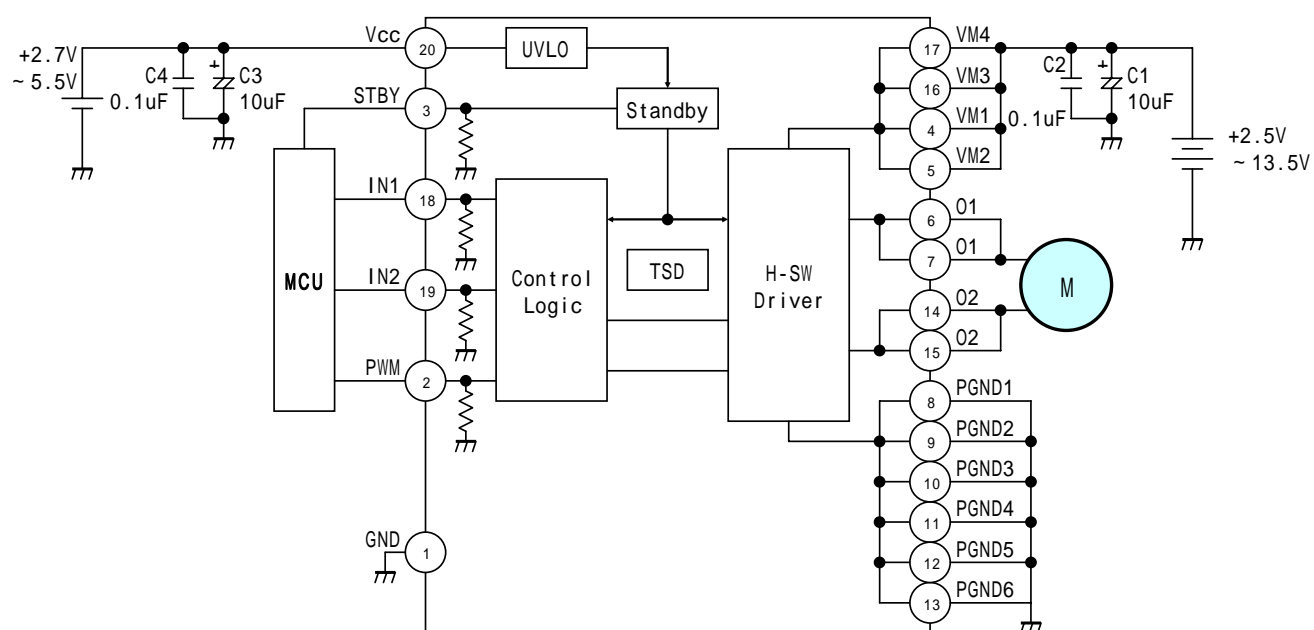 Vcc
20
UVLO
17
VM4
+2.7V
~5.5V
C4
0.1uF
+
C3
10uF
STBY
3
Standby
16
VM3
4
VM1
5
VM2
C2
0.1uF
+
C1
10uF
+2.5V
~13.5V
MCU
IN1
18
IN2
19
PWM
2
Control
Logic
TSD
H-SW
Driver
6
O1
7
O1
14
O2
15
O2
M
8
PGND1
9
PGND2
10
PGND3
11
PGND4
12
PGND5
13
PGND6
GND
1